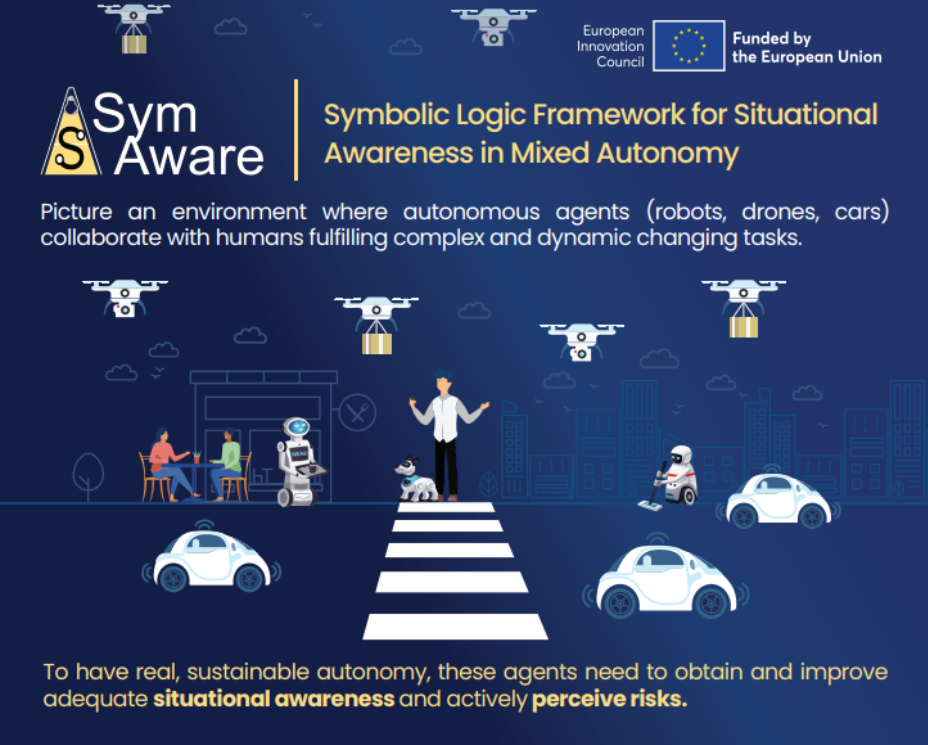 European
Innovation
Council
Funded by
the European Union
Sym
Aware
S
Symbolic Logic Framework for Situational
Awareness in Mixed Autonomy
Picture an environment where autonomous agents (robots, drones, cars)
collaborate with humans fulfilling complex and dynamic changing tasks.
To have real, sustainable autonomy, these agents need to obtain and improve
adequate situational awareness and actively perceive risks.